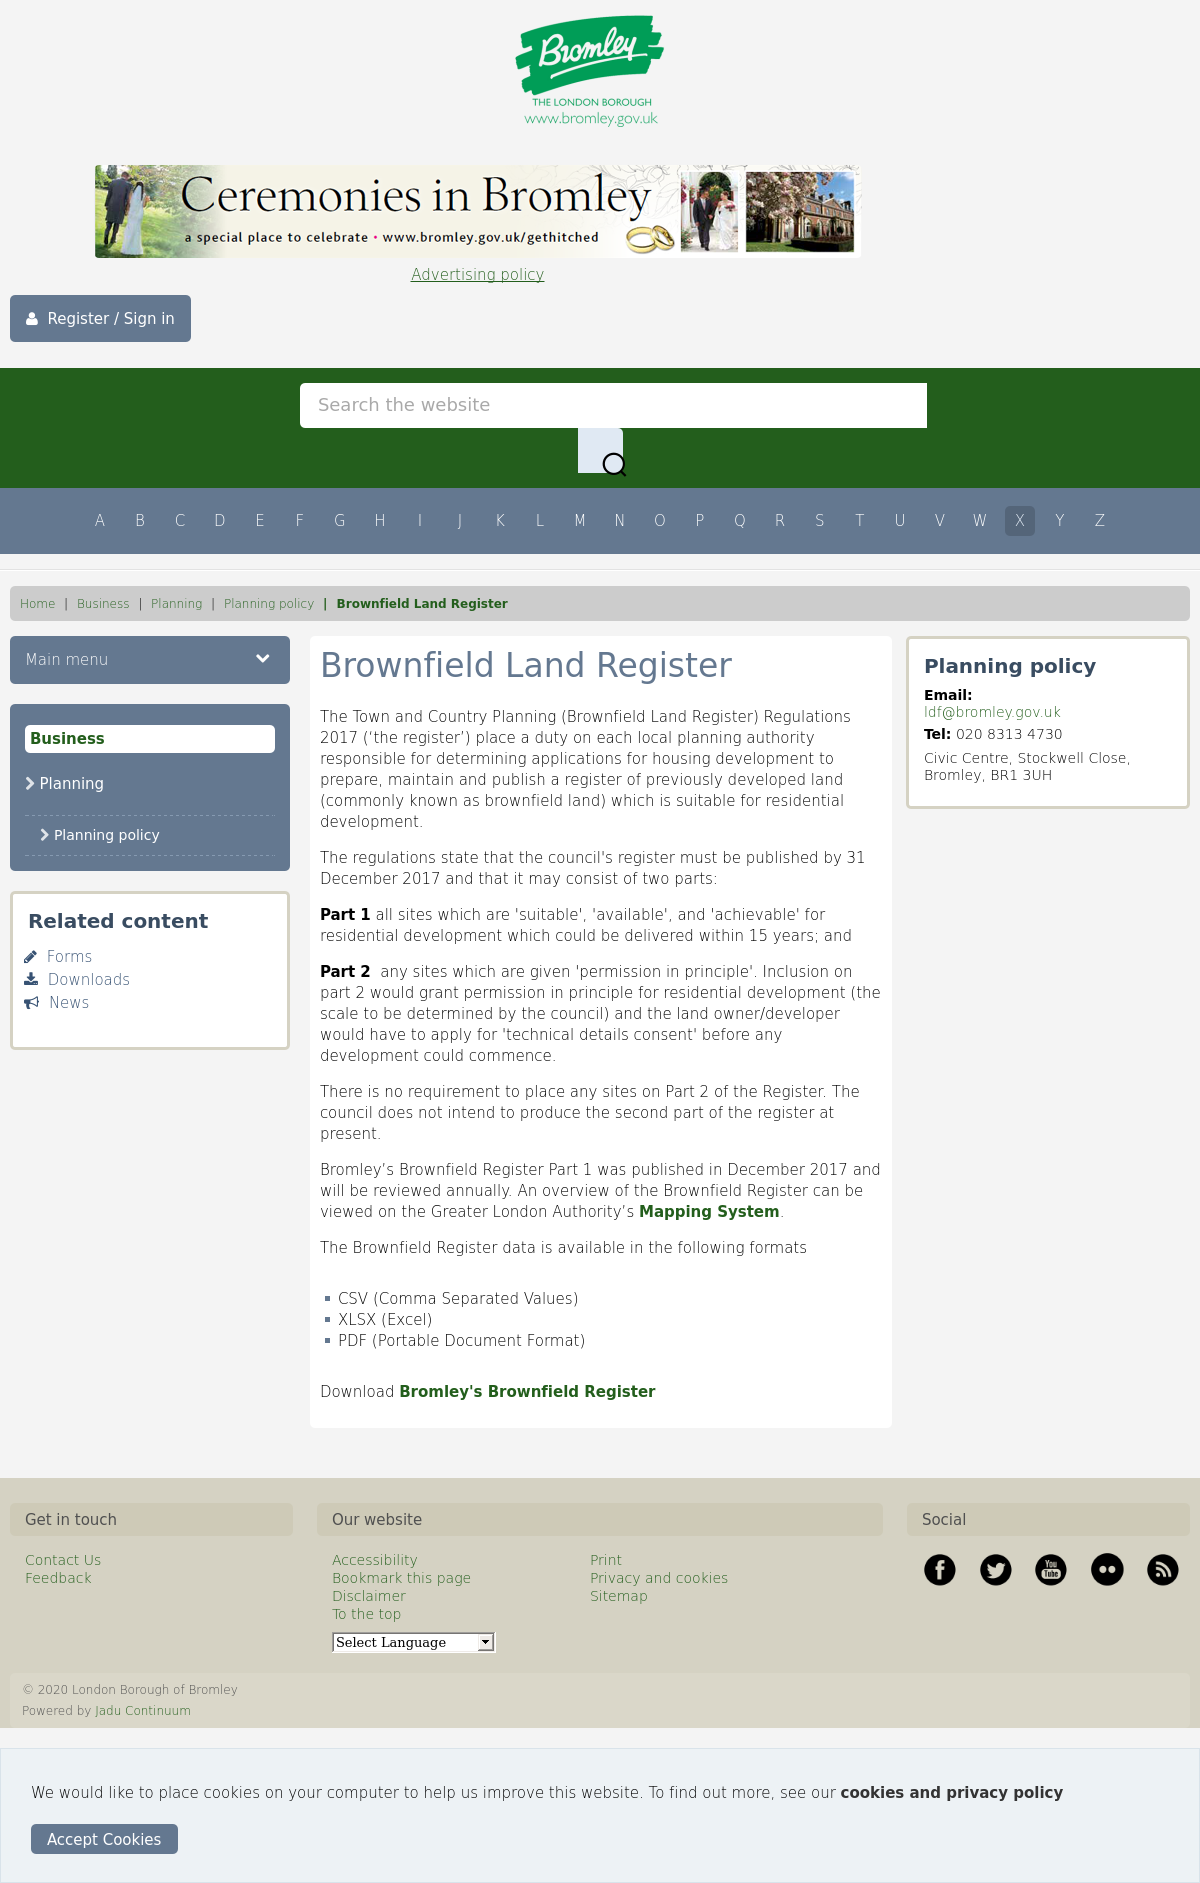 Bromley
THE LONDON BOROUGH
www.bromley.gov.uk
Ceremonies in Bromley
a special place to celebrate • www.bromley.gov.uk/gethitched
Advertising policy
Register / Sign in
Search the website
A B C D E F G H I J K L M N O P Q R S T U V W X Y Z
Home | Business | Planning | Planning policy | Brownfield Land Register
Main menu
Business
Planning
Planning policy
Related content
Forms
Downloads
News
Brownfield Land Register
The Town and Country Planning (Brownfield Land Register) Regulations
2017 (‘the register’) place a duty on each local planning authority
responsible for determining applications for housing development to
prepare, maintain and publish a register of previously developed land
(commonly known as brownfield land) which is suitable for residential
development.
The regulations state that the council's register must be published by 31
December 2017 and that it may consist of two parts:
Part 1 all sites which are 'suitable', 'available', and 'achievable' for
residential development which could be delivered within 15 years; and
Part 2  any sites which are given 'permission in principle'. Inclusion on
part 2 would grant permission in principle for residential development (the
scale to be determined by the council) and the land owner/developer
would have to apply for 'technical details consent' before any
development could commence.
There is no requirement to place any sites on Part 2 of the Register. The
council does not intend to produce the second part of the register at
present.
Bromley’s Brownfield Register Part 1 was published in December 2017 and
will be reviewed annually. An overview of the Brownfield Register can be
viewed on the Greater London Authority’s Mapping System.
The Brownfield Register data is available in the following formats
CSV (Comma Separated Values)
XLSX (Excel)
PDF (Portable Document Format)
Download Bromley's Brownfield Register
Planning policy
Email:
ldf@bromley.gov.uk
Tel: 020 8313 4730
Civic Centre, Stockwell Close,
Bromley, BR1 3UH
Get in touch
Contact Us
Feedback
Our website
Accessibility
Bookmark this page
Disclaimer
To the top
Print
Privacy and cookies
Sitemap
Select Language
Social
You
Tube
© 2020 London Borough of Bromley
Powered by Jadu Continuum
We would like to place cookies on your computer to help us improve this website. To find out more, see our cookies and privacy policy
Accept Cookies